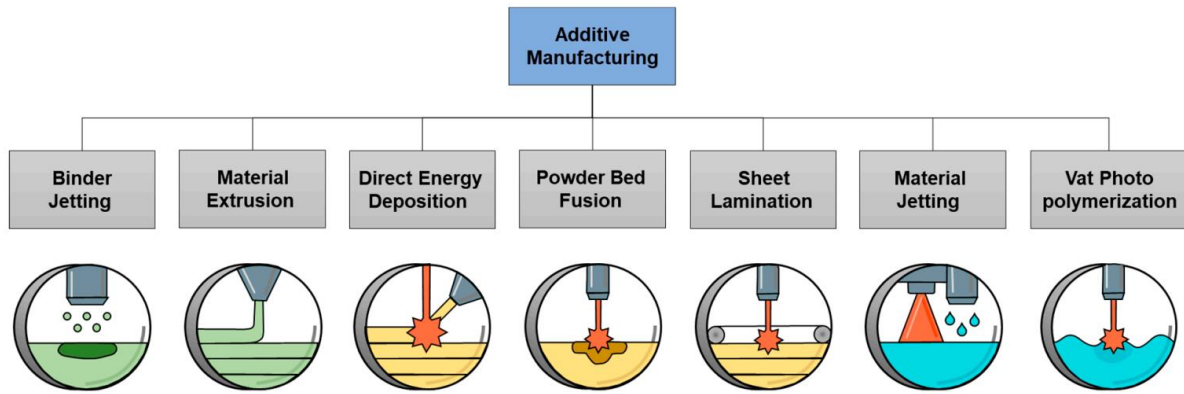 Additive
Manufacturing
Binder
Jetting
Material
Extrusion
Direct Energy
Deposition
Powder Bed
Fusion
Sheet
Lamination
Material
Jetting
Vat Photo
polymerization